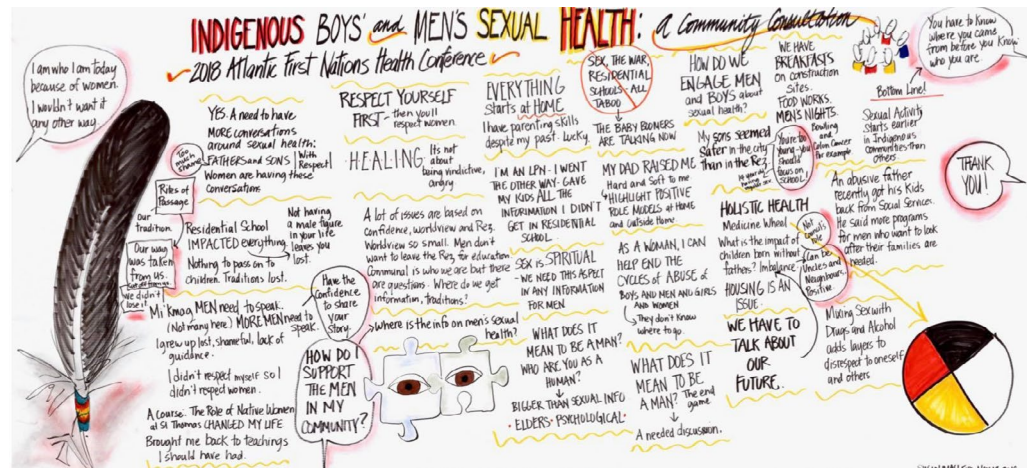 INDIGENOUS BOYS' and MEN'S SEXUAL HEALTH: a Community Consultation
2018 Atlantic First Nations Health Conference
I am who I am today
because of women.
I wouldn't want it
any other way.
YES. A need to have
MORE conversations
around sexual health:
FATHERS and SONS
With
Respect
Women are having these
conversations
Too
much
shame
Rites of
Passage
Our
tradition.
Our way
was taken
from us.
we didn't
lose it!
Residential School
IMPACTED everything.
Nothing to pass on to
children. Traditions lost.
Not having
a male figure
in your life
leaves you
lost.
Mi'kmaq MEN need to speak.
(Not many here) MORE MEN need to
speak.
I grew up lost, shameful, lack of
guidance.
I didn't respect myself so I
didn't respect women.
A course: The Role of Native Women
at St Thomas CHANGED MY LIFE
Brought me back to teachings
I should have had.
RESPECT YOURSELF
FIRST - then you'll
respect women.
HEALING
Its not
about
being vindictive,
angry
A lot of issues are based on
Confidence, worldview and Rez.
Worldview so small. Men don't
want to leave the Rez, for education
Communal is who we are but there
are questions. Where do we get
information, traditions?
Have the
Confidence
to share
your
Story.
Where is the info on men's sexual
health?
HOW DO I
SUPPORT
THE MEN
IN MY
COMMUNITY?
EVERYTHING
Starts at HOME
I have parenting skills
despite my past. Lucky.
I'M AN LPN - I WENT
THE OTHER WAY - GAVE
MY KIDS ALL THE
INFORMATION I DIDN'T
GET IN RESIDENTIAL
SCHOOL.
SEX IS SPIRITUAL
- WE NEED THIS ASPECT
IN ANY INFORMATION
FOR MEN
WHAT DOES IT
MEAN TO BE A MAN?
WHO ARE YOU AS A
HUMAN?
BIGGER THAN SEXUAL INFO
• ELDERS • PSYCHOLOGICAL •
SEX, THE WAR,
RESIDENTIAL
SCHOOLS - ALL
TABOO
THE BABY BOOMERS
ARE TALKING NOW
MY DAD RAISED ME
Hard and Soft to me
HIGHLIGHT POSITIVE
ROLE MODELS at Home
and Outside Home
AS A WOMAN, I CAN
HELP END THE
CYCLES OF ABUSE OF
BOYS AND MEN AND GIRLS
AND WOMEN
They don't Know
where to go.
WHAT DOES IT
MEAN TO BE
A MAN? The end
game
A needed discussion.
HOW DO WE
ENGAGE MEN
and BOYS about
sexual health?
My sons seemed
safer in the city
than in the Rez.
You're too
young - you
should
focus on
school.
HOLISTIC HEALTH
Medicine Wheel
What is the impact of
children born without
fathers? Imbalance
HOUSING IS AN
ISSUE.
WE HAVE TO
TALK ABOUT
OUR
FUTURE.
WE HAVE
BREAKFASTS
on construction
sites.
FOOD WORKS
MEN'S NIGHTS.
Bowling
and
Colon Cancer
for example
Can be
Uncles and
Neighbours.
Positive.
You have to Know
where you came
from before you Know
who you are.
Bottom Line!
Sexual Activity
starts earlier
in Indigenous
Communities than
others
THANK
YOU!
An abusive father
recently got his Kids
back from Social Services.
He said more programs
for men who want to look
after their families are
needed.
Mixing Sex with
Drugs and Alcohol
adds layers to
disrespect to oneself
and others